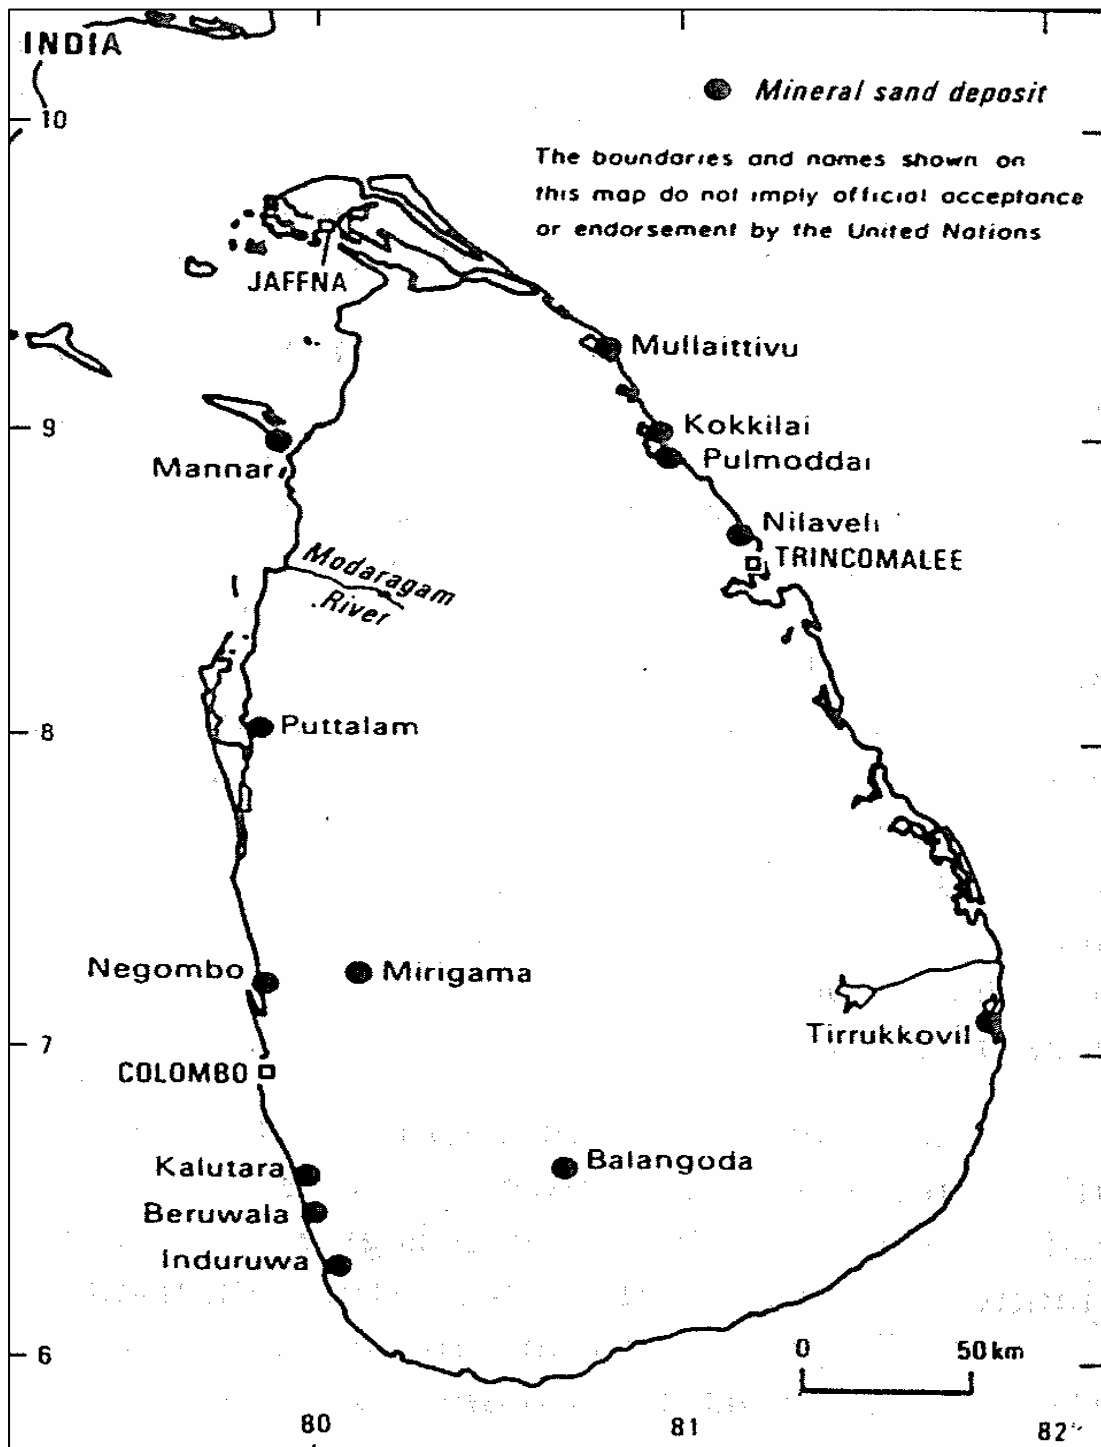 INDIA
Mineral sand deposit
10
The boundaries and names shown on
this map do not imply official acceptance
or endorsement by the United Nations
JAFFNA
Mullaittivu
9
Kokkilai
Pulmoddai
Mannar
Nilaveli
TRINCOMALEE
Modaragam
River
8
Puttalam
Negombo
Mirigama
Tirrukkovil
7
COLOMBO
Kalutara
Balangoda
Beruwala
Induruwa
6
0 50 km
80 81 82°